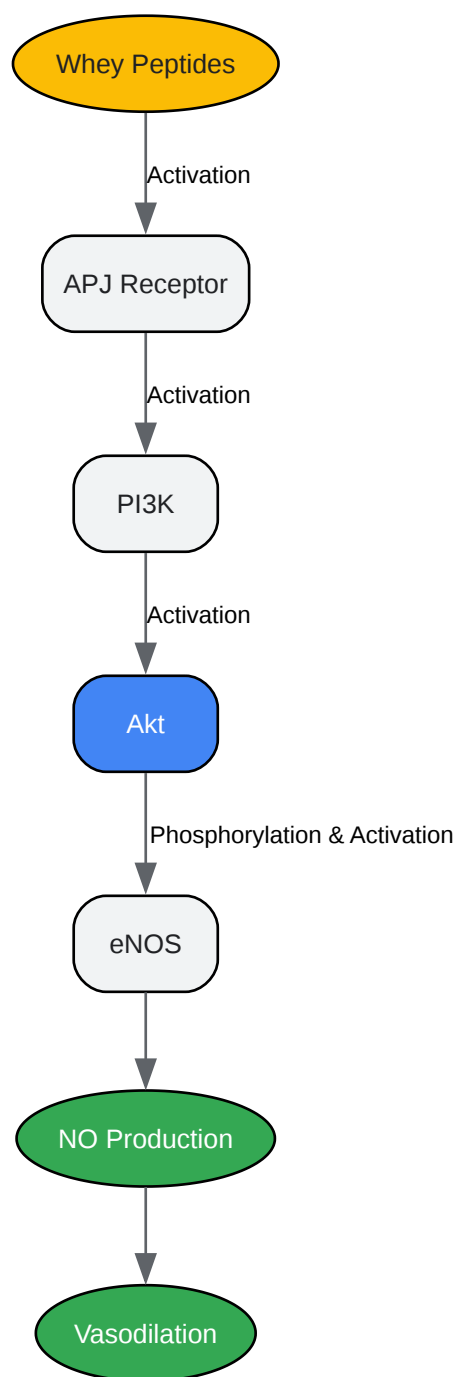 Whey Peptides
Activation
APJ Receptor
Activation
PI3K
Activation
Akt
Phosphorylation & Activation
eNOS
NO Production
Vasodilation